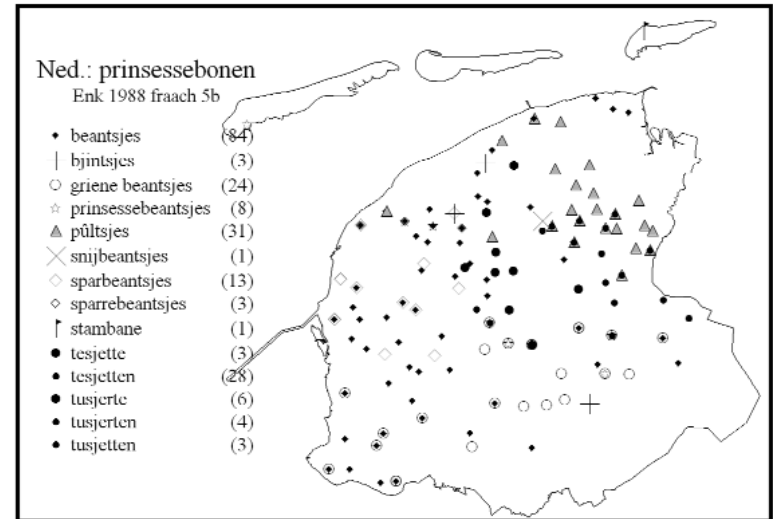 Ned.: prinsessebonen
Enk 1988 fraach 5b
beantsjes (84)
bjintsjes (3)
griene beantsjes (24)
prinsessebeantsjes (8)
pûltsjes (31)
snijbeantsjes (1)
sparbeantsjes (13)
sparrebeantsjes (3)
stambane (1)
tesjette (3)
tesjetten (28)
tusjerte (6)
tusjerten (4)
tusjetten (3)